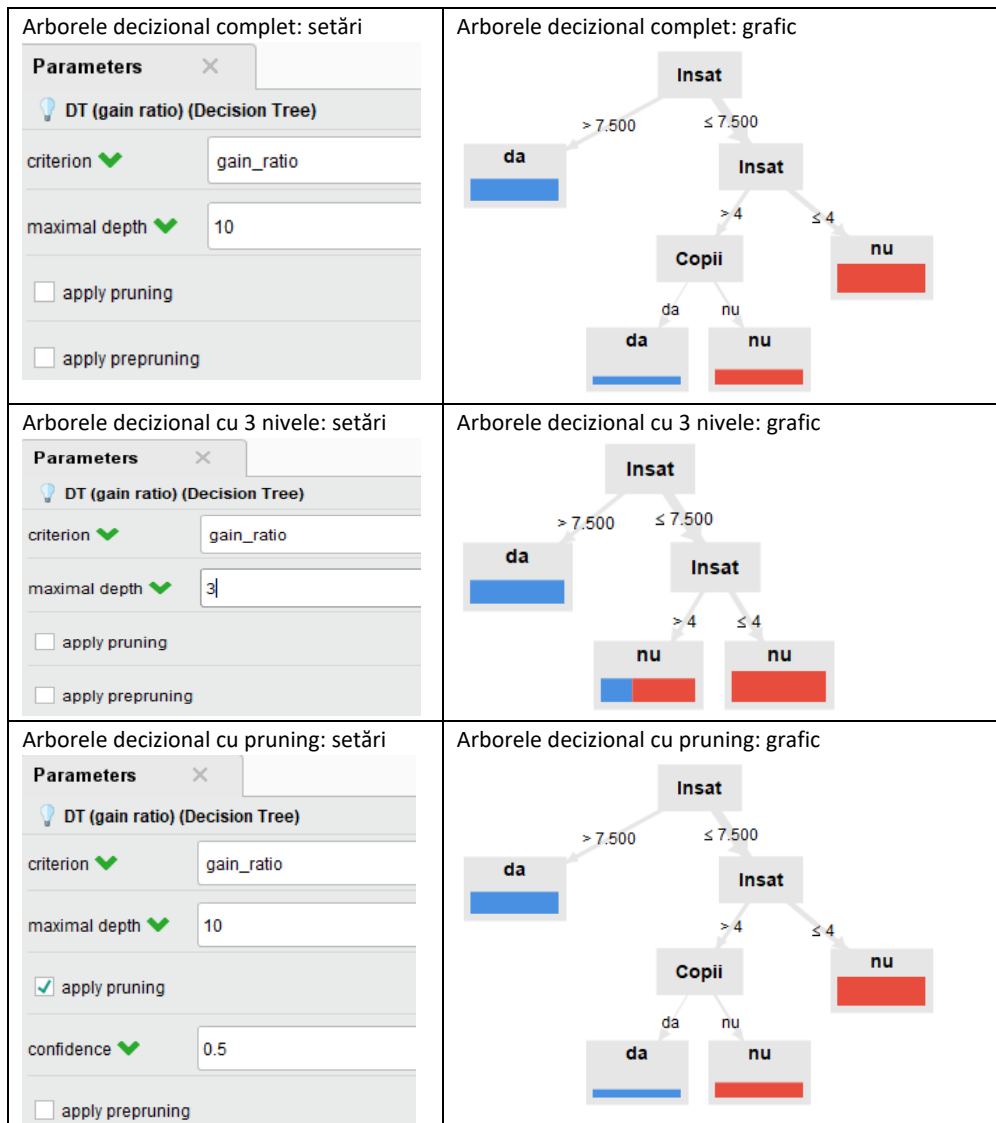 Arborele decizional complet: setări
Parameters
DT (gain ratio) (Decision Tree)
criterion
gain_ratio
maximal depth
10
apply pruning
apply prepruning
Arborele decizional complet: grafic
Insat
> 7.500
≤ 7.500
da
Insat
> 4
≤ 4
Copii
nu
da
nu
da
nu
Arborele decizional cu 3 nivele: setări
Parameters
DT (gain ratio) (Decision Tree)
criterion
gain_ratio
maximal depth
3
apply pruning
apply prepruning
Arborele decizional cu 3 nivele: grafic
Insat
> 7.500
≤ 7.500
da
Insat
> 4
≤ 4
nu
nu
Arborele decizional cu pruning: setări
Parameters
DT (gain ratio) (Decision Tree)
criterion
gain_ratio
maximal depth
10
apply pruning
confidence
0.5
apply prepruning
Arborele decizional cu pruning: grafic
Insat
> 7.500
≤ 7.500
da
Insat
> 4
≤ 4
Copii
nu
da
nu
da
nu